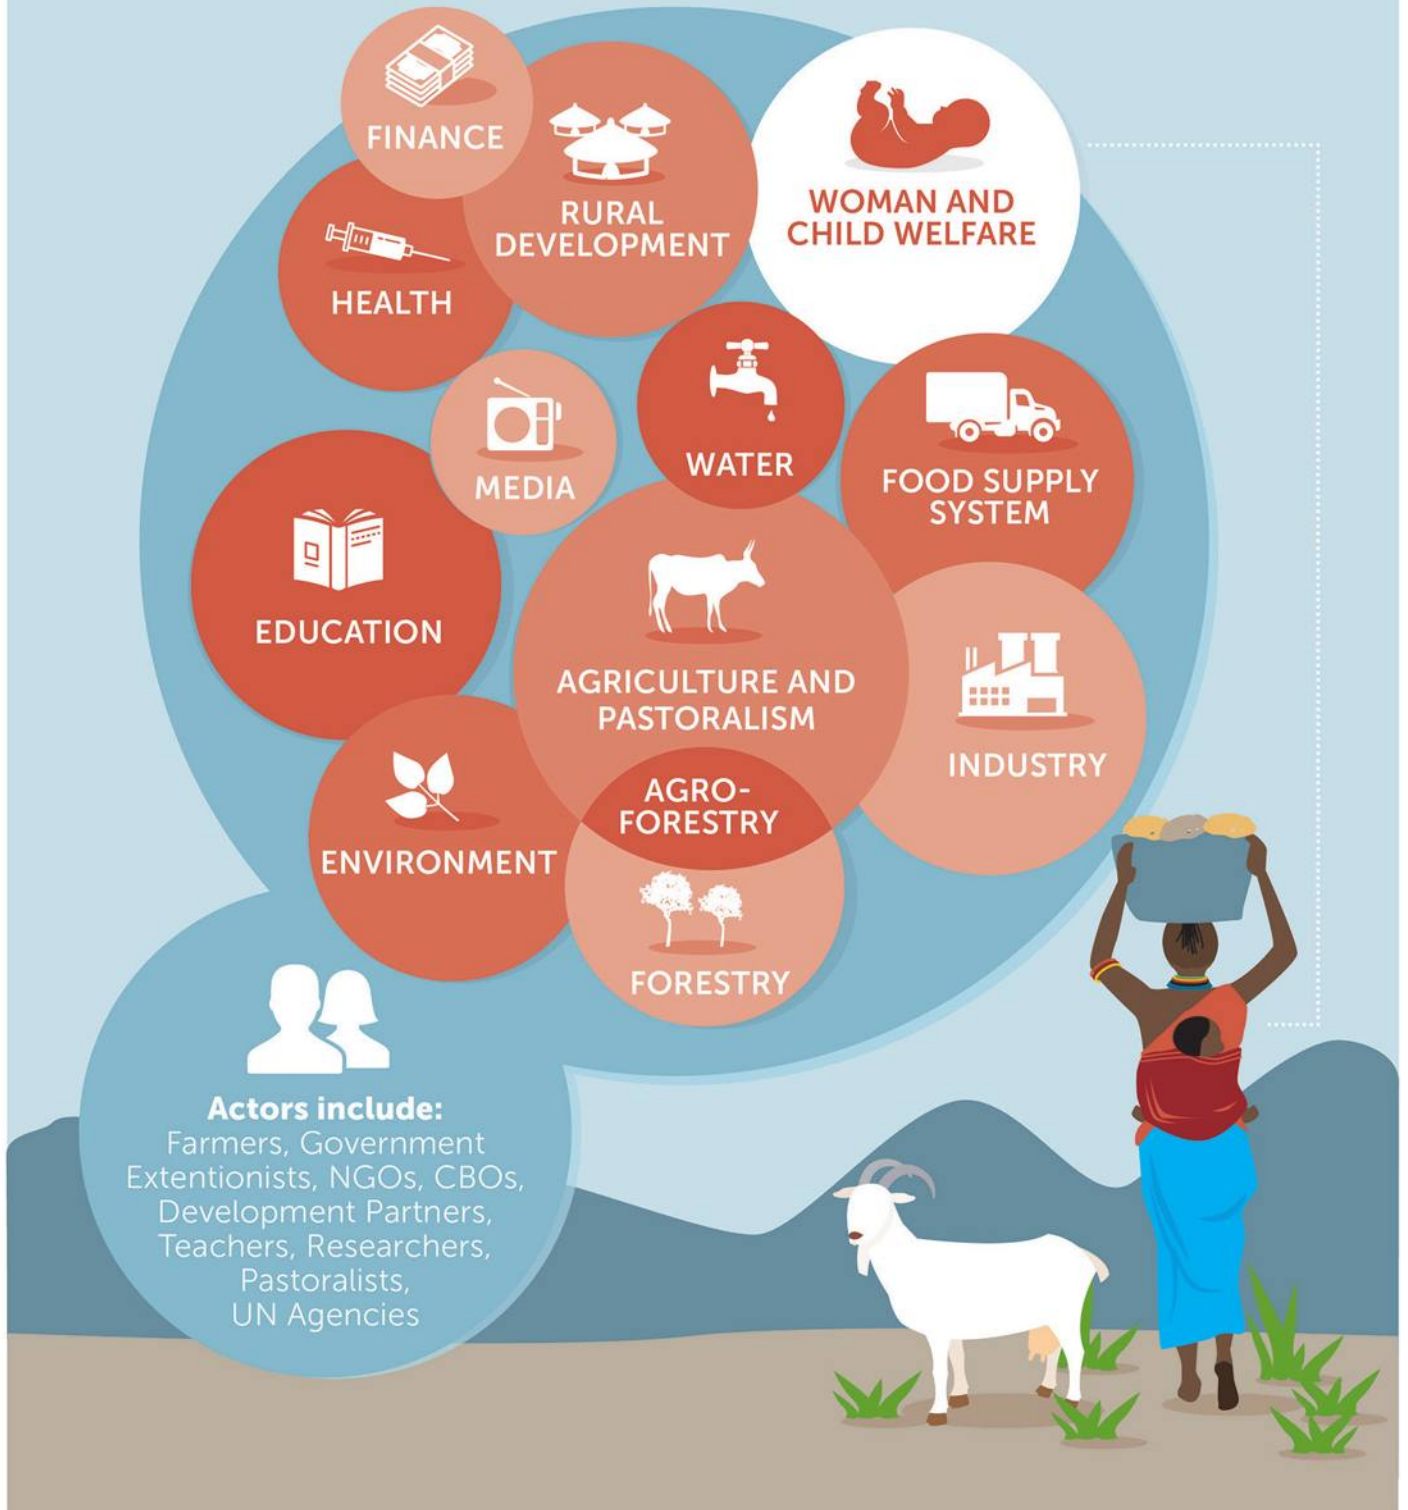 FINANCE
RURAL
DEVELOPMENT
WOMAN AND
CHILD WELFARE
HEALTH
WATER
MEDIA
FOOD SUPPLY
SYSTEM
EDUCATION
AGRICULTURE AND
PASTORALISM
INDUSTRY
AGRO-
FORESTRY
ENVIRONMENT
FORESTRY
Actors include:
Farmers, Government
Extentionists, NGOs, CBOs,
Development Partners,
Teachers, Researchers,
Pastoralists,
UN Agencies